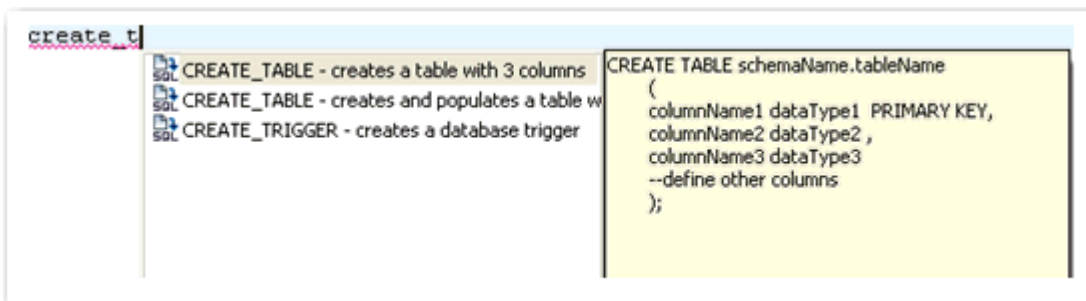 create_t
CREATE_TABLE - creates a table with 3 columns
CREATE_TABLE - creates and populates a table w
CREATE_TRIGGER - creates a database trigger
CREATE TABLE schemaName.tableName
(
columnName1 dataType1  PRIMARY KEY,
columnName2 dataType2 ,
columnName3 dataType3
--define other columns
);